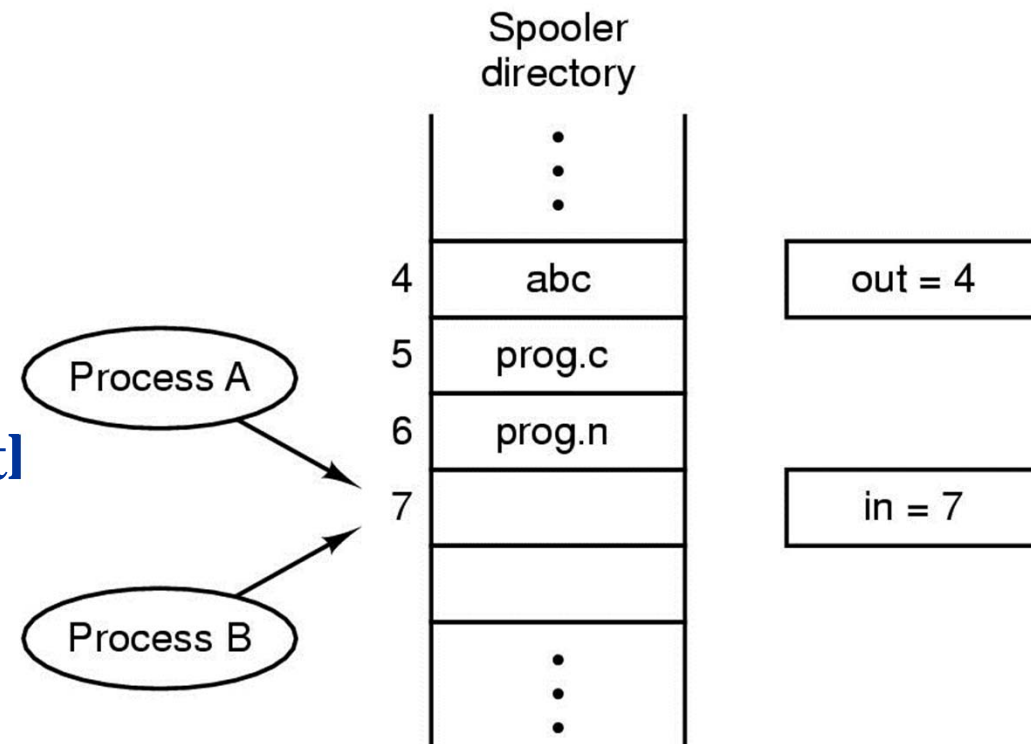 Spooler
directory
4 abc out = 4
5 prog.c
Process A
6 prog.n
7 in = 7
Process B